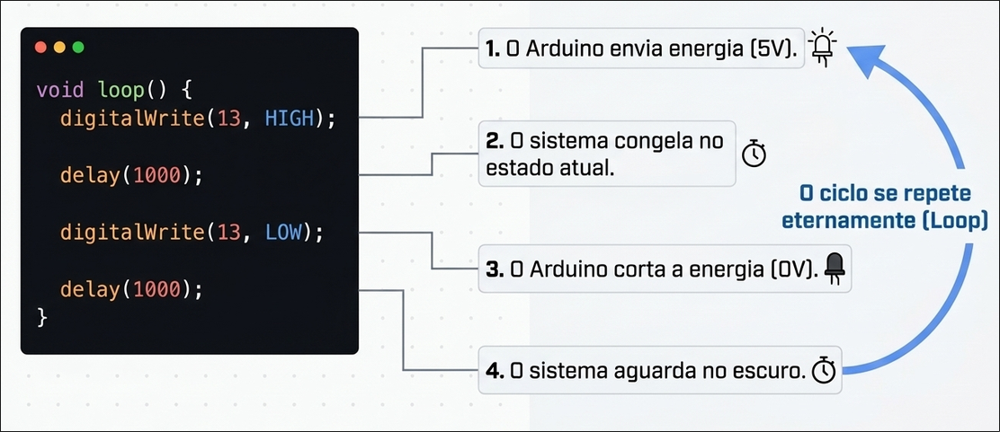 void loop() {
digitalWrite(13, HIGH);
delay(1000);
digitalWrite(13, LOW);
delay(1000);
}
1. O Arduino envia energia (5V).
2. O sistema congela no
estado atual.
3. O Arduino corta a energia (0V).
4. O sistema aguarda no escuro.
O ciclo se repete
eternamente (Loop)